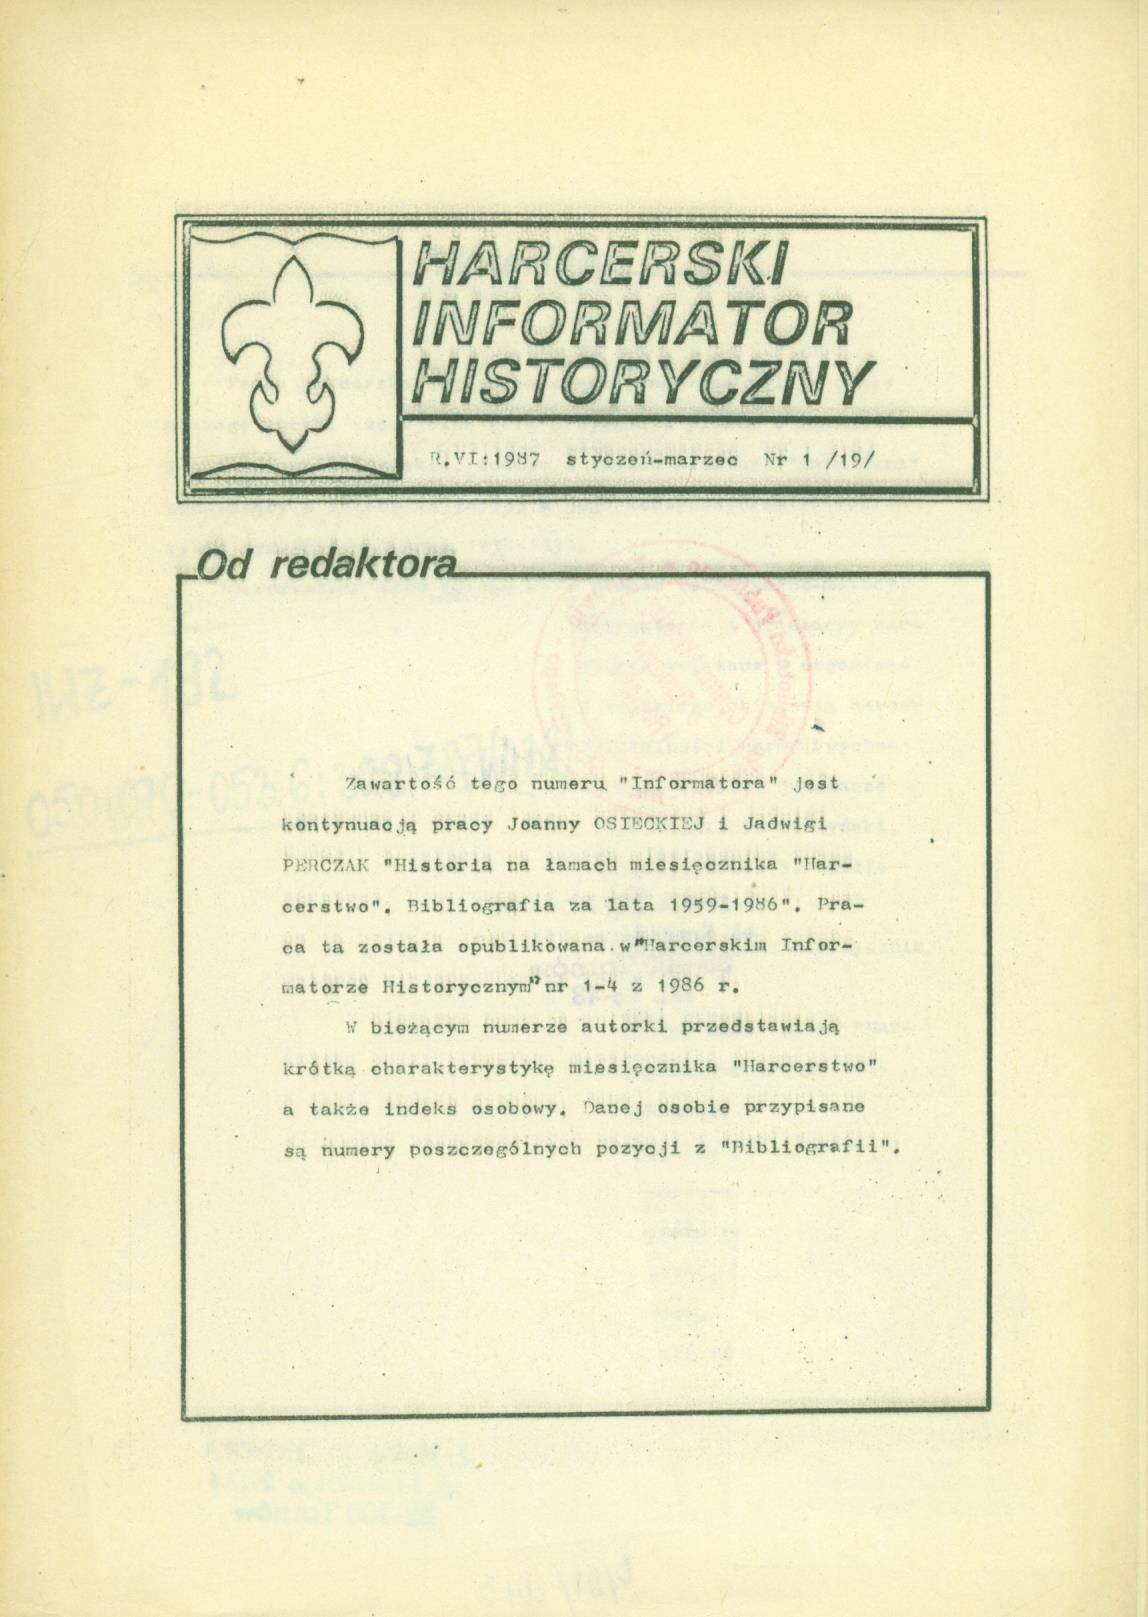 HARCERSKI
INFORMATOR
HISTORYCZNY
R.VI:1987 styczeń-marzec Nr 1 /19/
Od redaktora
Zawartość tego numeru "Informatora" jest
kontynuacją pracy Joanny OSIECKIEJ i Jadwigi
PERCZAK "Historia na łamach miesięcznika "Har-
cerstwo". Bibliografia za lata 1959-1986". Pra-
ca ta została opublikowana w "Harcerskim Infor-
matorze Historycznym" nr 1-4 z 1986 r.
W bieżącym numerze autorki przedstawiają
krótką charakterystykę miesięcznika "Harcerstwo"
a także indeks osobowy. Danej osobie przypisane
są numery poszczególnych pozycji z "Bibliografii".